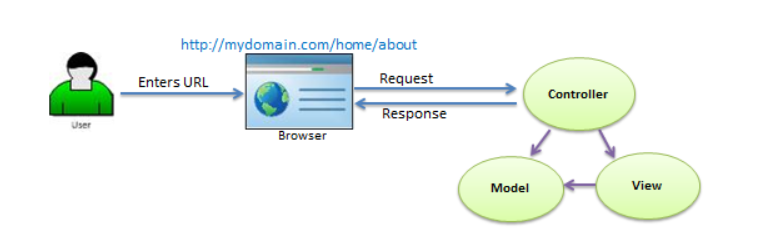 http://mydomain.com/home/about
Enters URL
Request
Controller
Response
User
Browser
Model
View